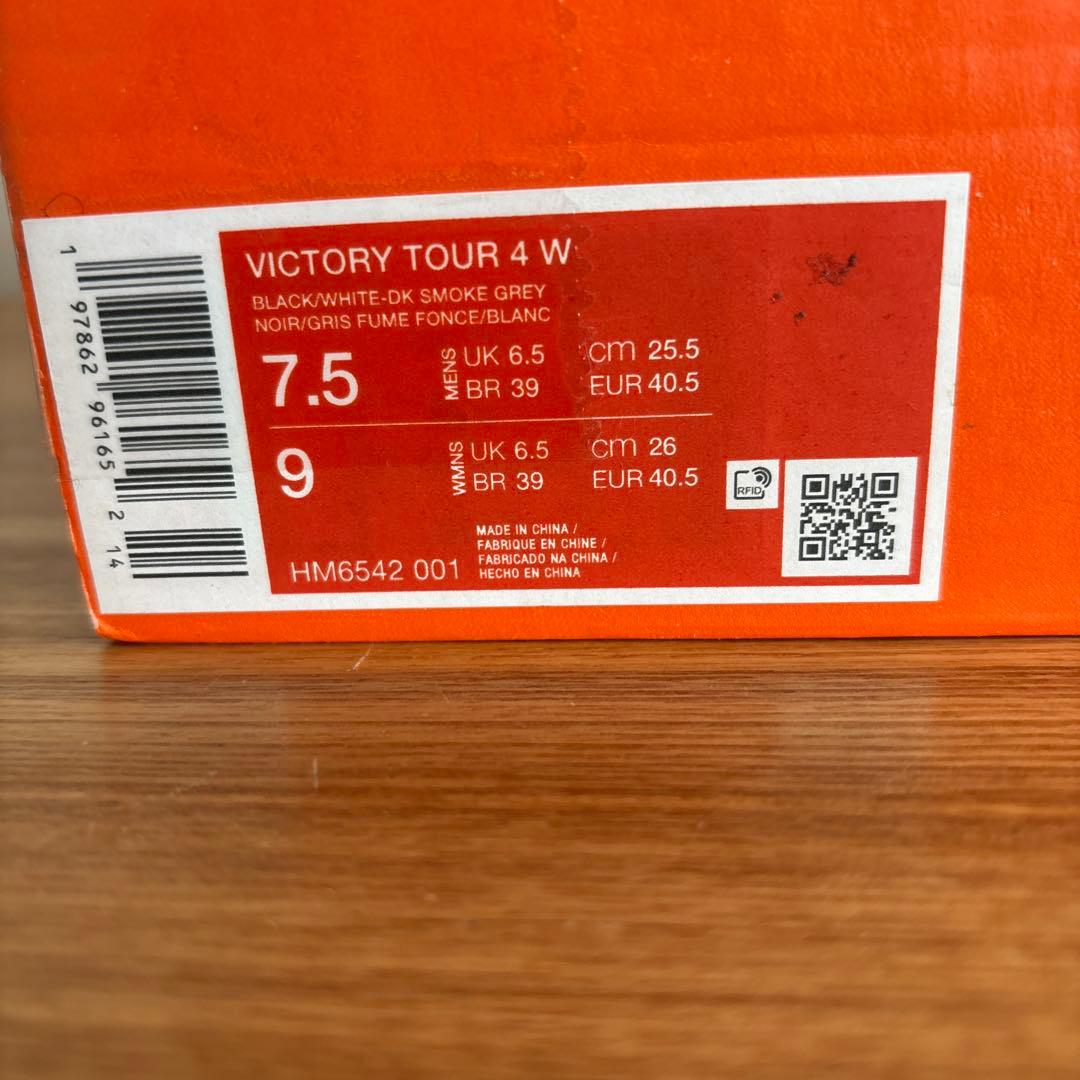 VICTORY TOUR 4 W
BLACK/WHITE-DK SMOKE GREY
NOIR/GRIS FUME FONCE/BLANC
7.5
MENS
UK 6.5 cm 25.5
BR 39 EUR 40.5
9
WMNS
UK 6.5 cm 26
BR 39 EUR 40.5
RFID
HM6542 001
MADE IN CHINA /
FABRIQUE EN CHINE /
FABRICADO NA CHINA /
HECHO EN CHINA
1 97862 96165 2 14